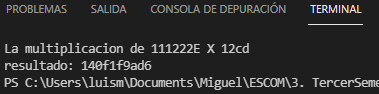 PROBLEMAS SALIDA CONSOLA DE DEPURACIÓN TERMINAL
La multiplicacion de 111222E X 12cd
resultado: 140f1f9ad6
PS C:\Users\luism\Documents\Miguel\ESCOM\3. TercerSeme